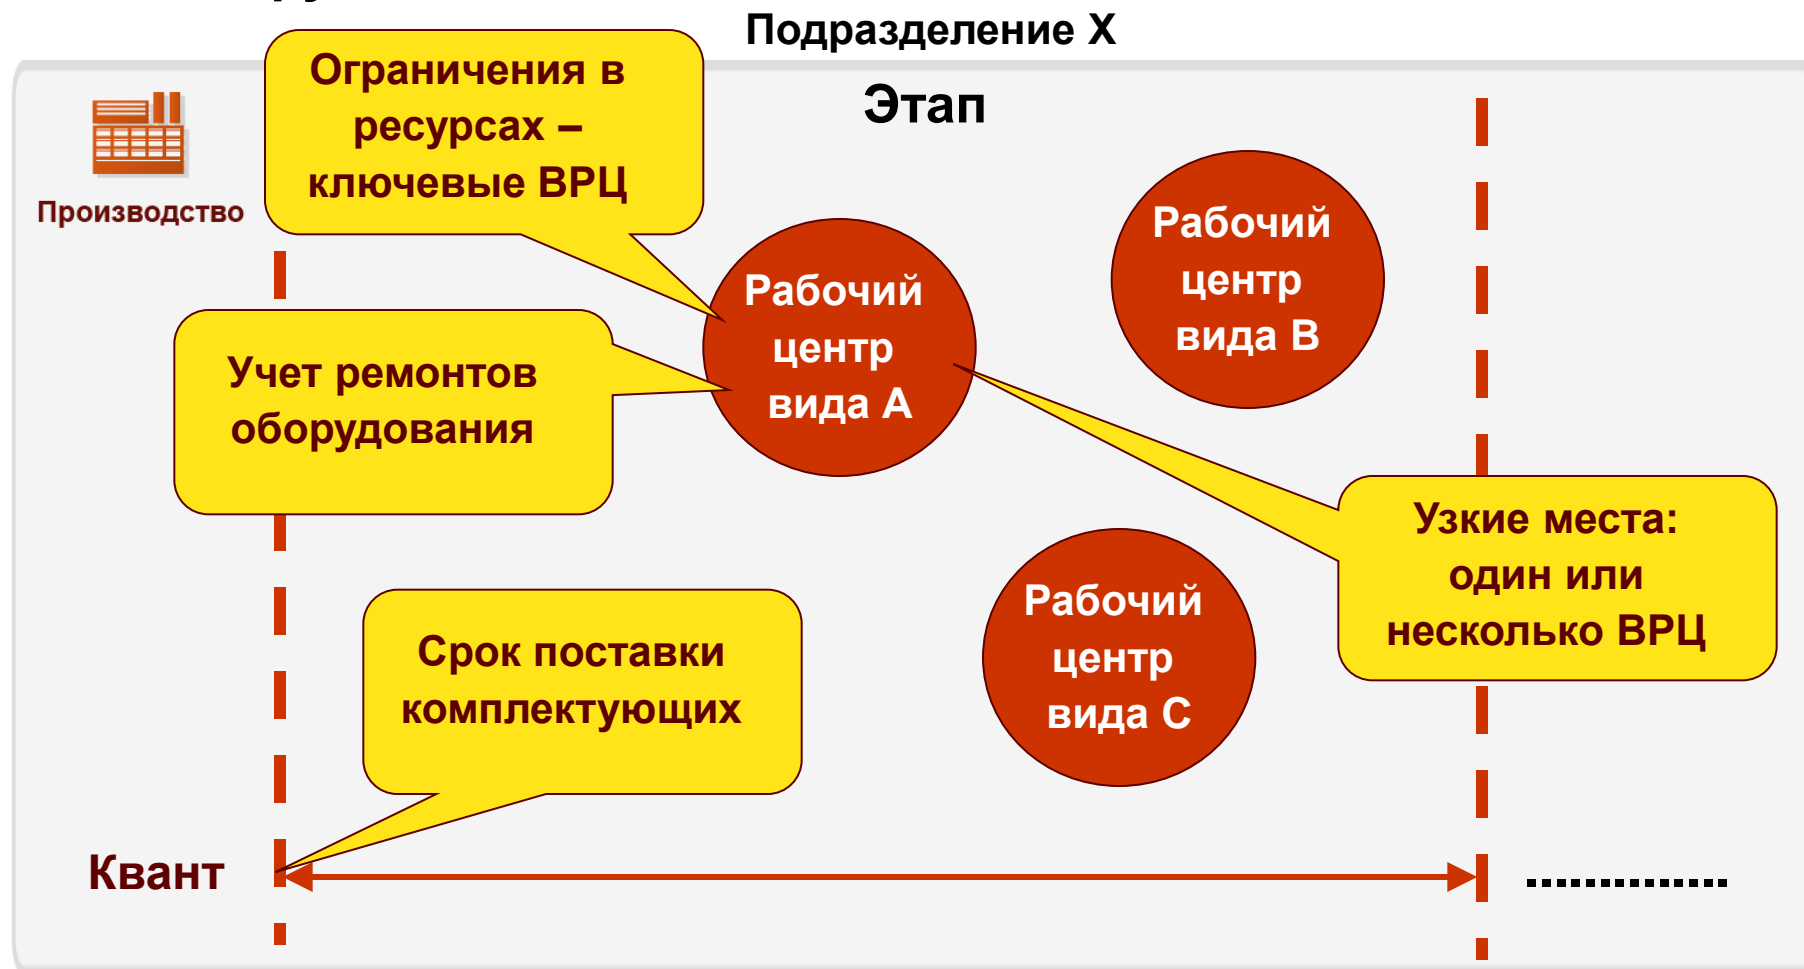 Подразделение X
Этап
Ограничения в
ресурсах –
ключевые ВРЦ
Производство
Рабочий
центр
вида B
Рабочий
центр
вида А
Учет ремонтов
оборудования
Узкие места:
один или
несколько ВРЦ
Рабочий
центр
вида С
Срок поставки
комплектующих
Квант